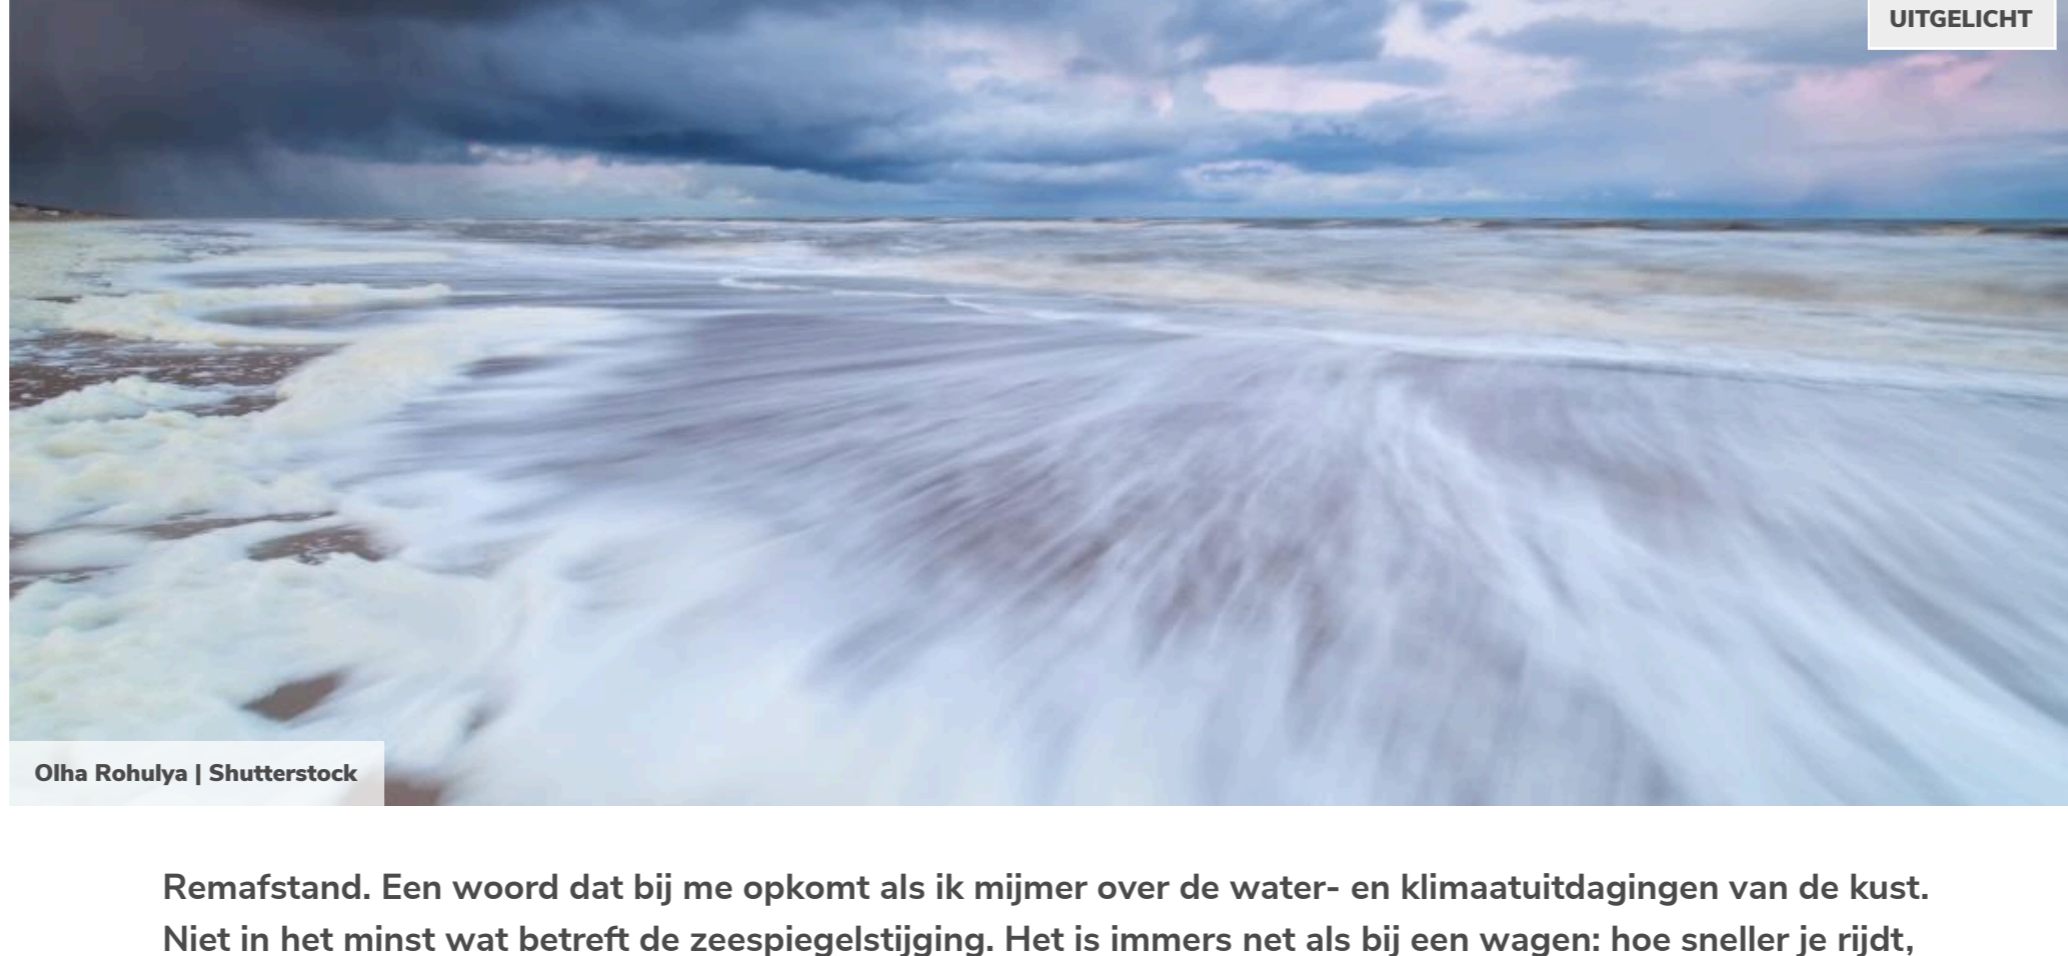 UITGELICHT
Olha Rohulya | Shutterstock
Remafstand. Een woord dat bij me opkomt als ik mijmer over de water- en klimaatuitdagingen van de kust.
Niet in het minst wat betreft de zeespiegelstijging. Het is immers net als bij een wagen: hoe sneller je rijdt,